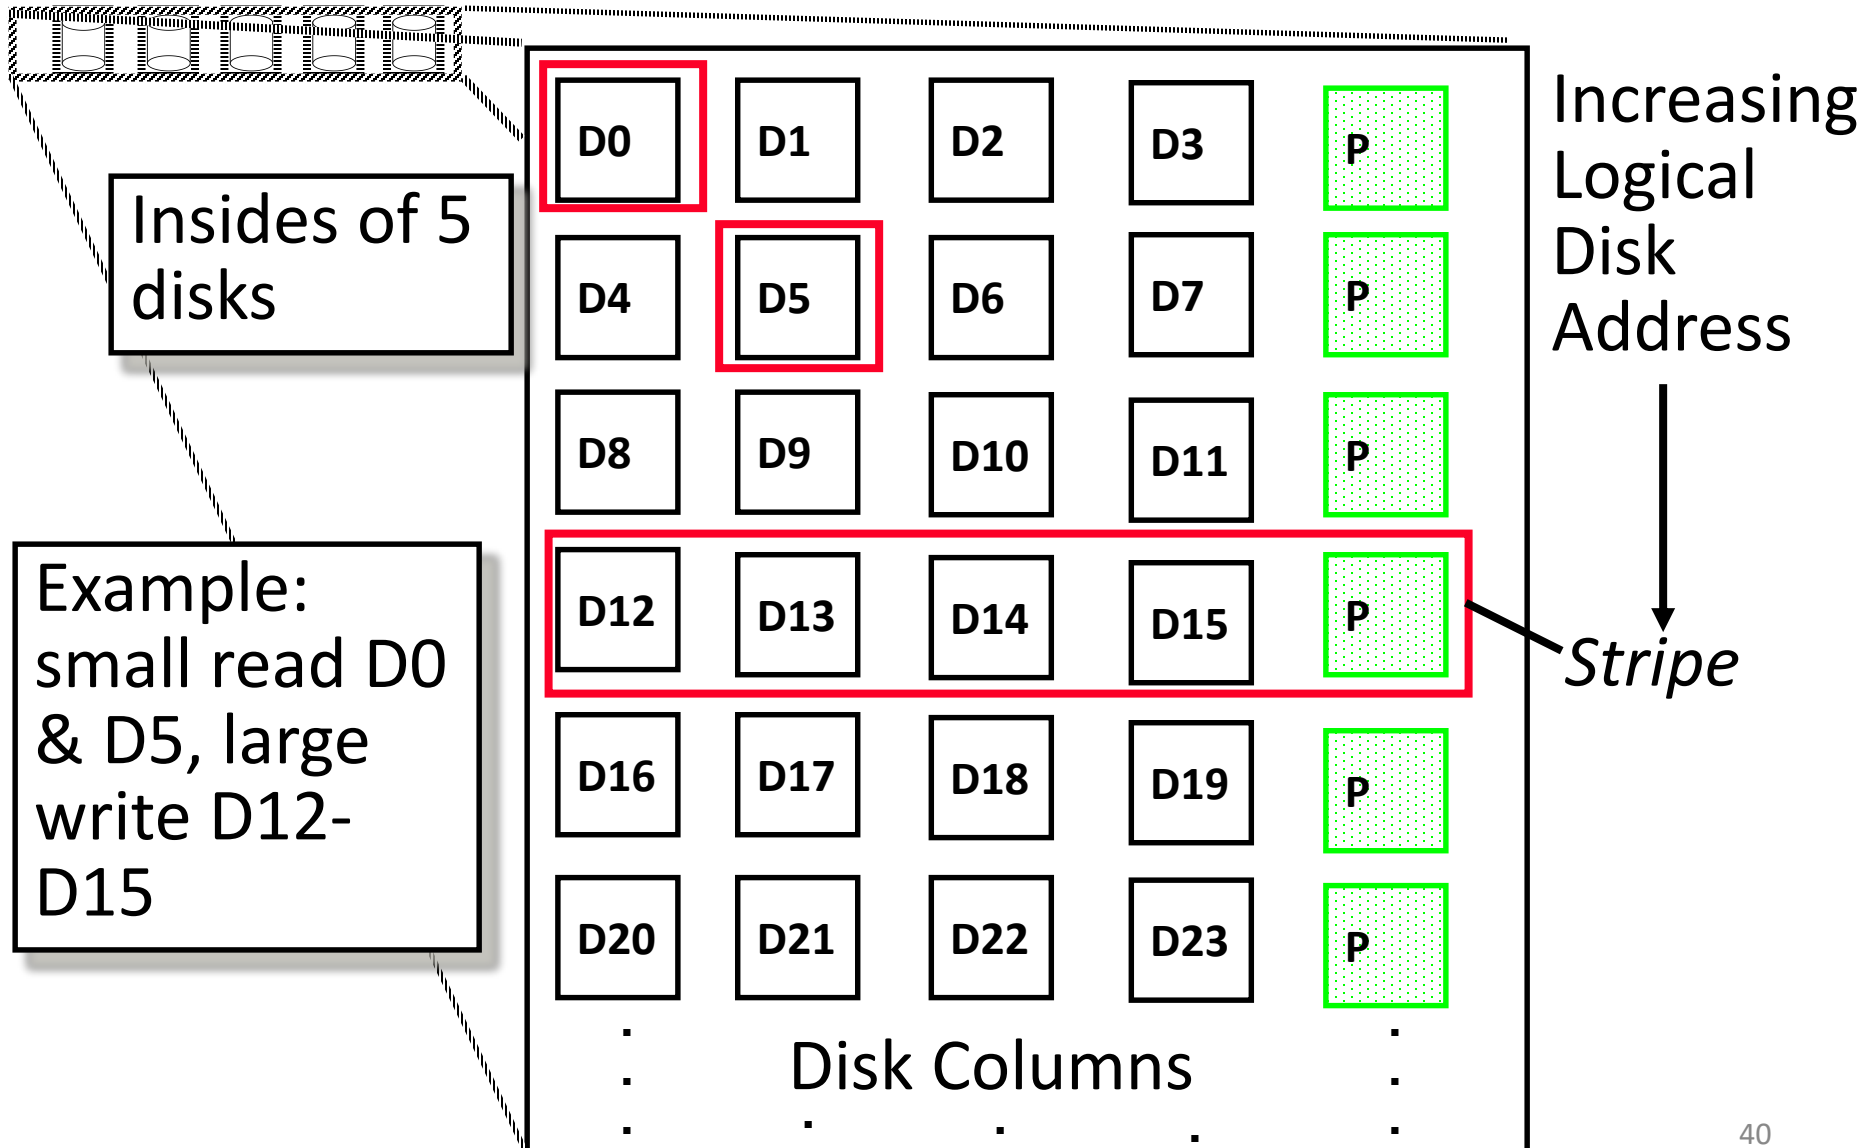 D0 D1 D2 D3 P
Increasing
Logical
Disk
Address
Insides of 5
disks
D4 D5 D6 D7 P
D8 D9 D10 D11 P
Example:
small read D0
& D5, large
write D12-
D15
D12 D13 D14 D15 P
Stripe
D16 D17 D18 D19 P
D20 D21 D22 D23 P
Disk Columns
40